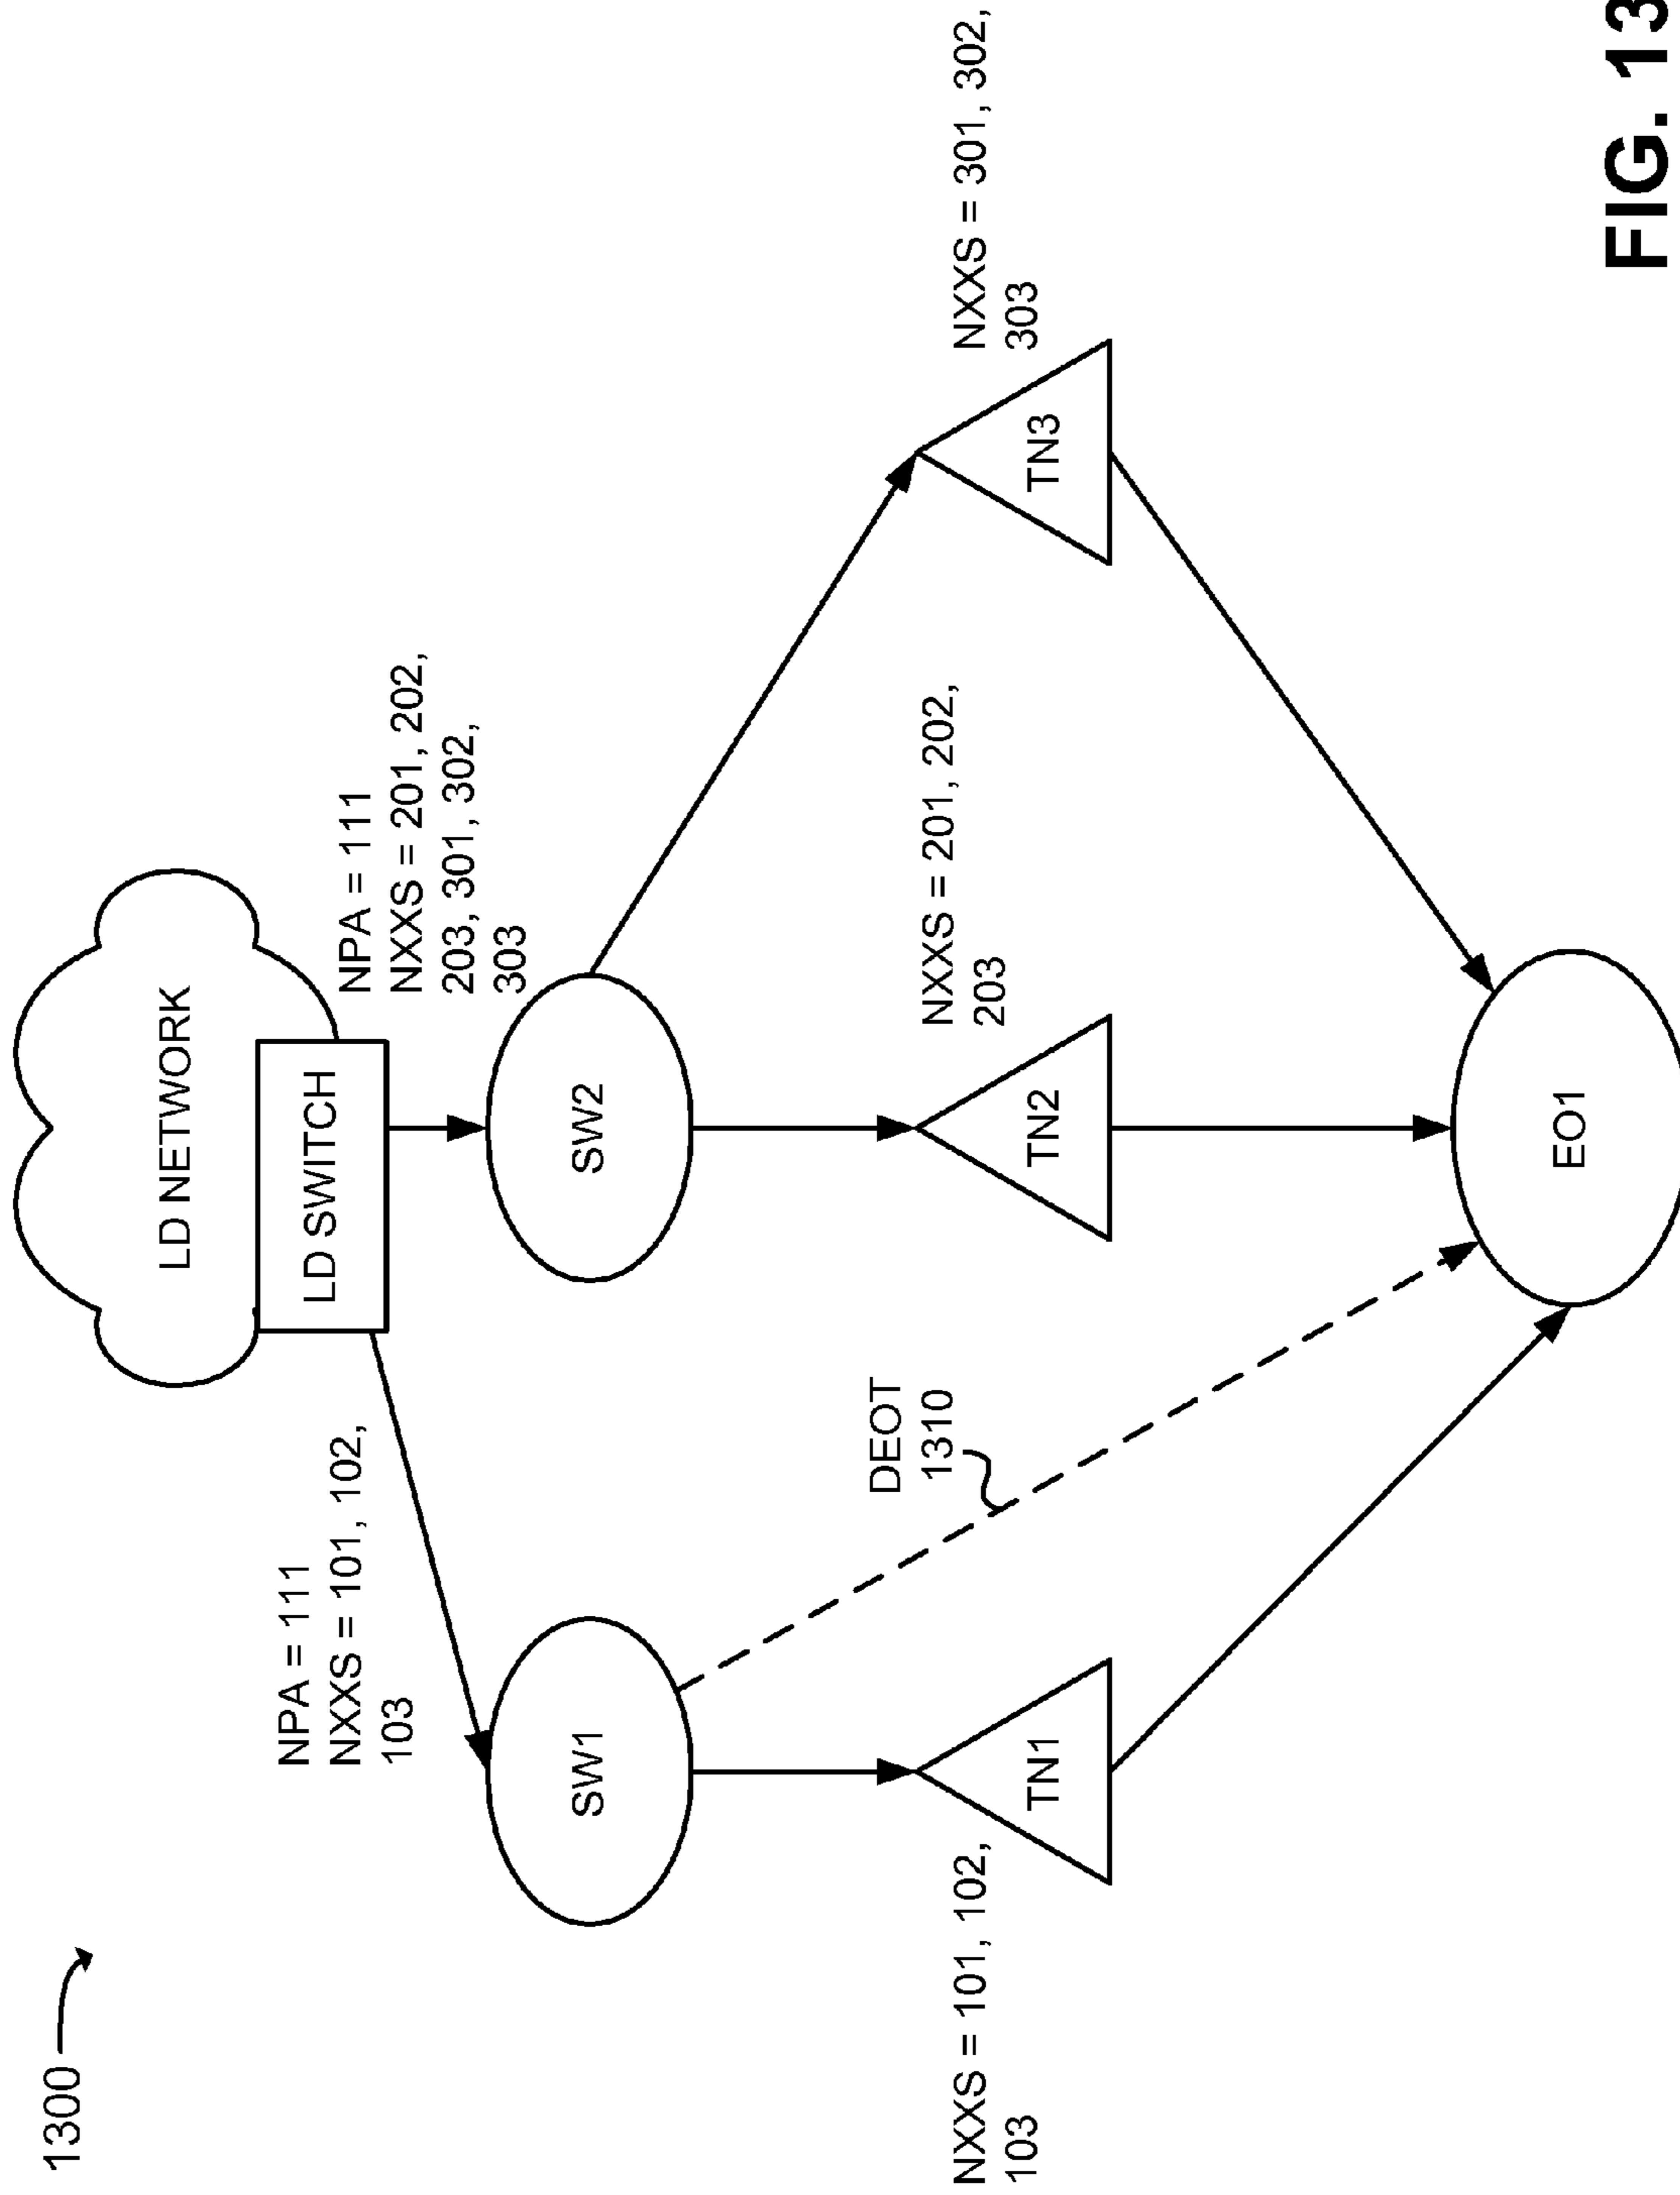 1300
LD NETWORK
LD SWITCH
NPA = 111
NXXS = 101, 102,
103
NPA = 111
NXXS = 201, 202,
203, 301, 302,
303
SW1
SW2
DEOT
1310
NXXS = 101, 102,
103
TN1
NXXS = 201, 202,
203
TN2
NXXS = 301, 302,
303
TN3
EO1
FIG. 13